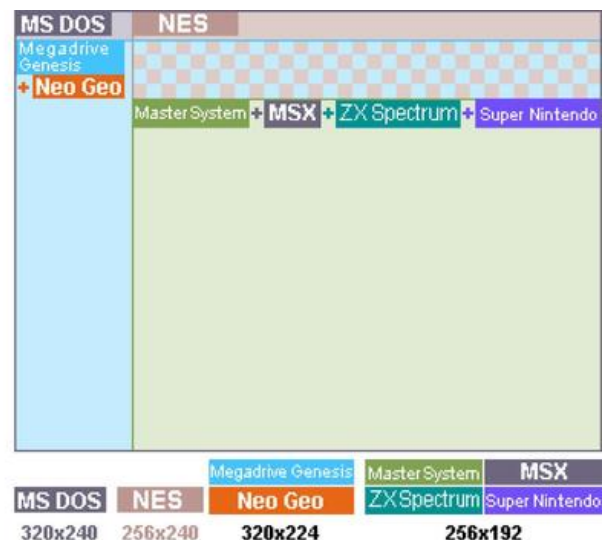 MS DOS NES
Megadrive
Genesis
+ Neo Geo
Master System + MSX + ZX Spectrum + Super Nintendo
Megadrive Genesis Master System MSX
MS DOS NES Neo Geo ZX Spectrum Super Nintendo
320x240 256x240 320x224 256x192